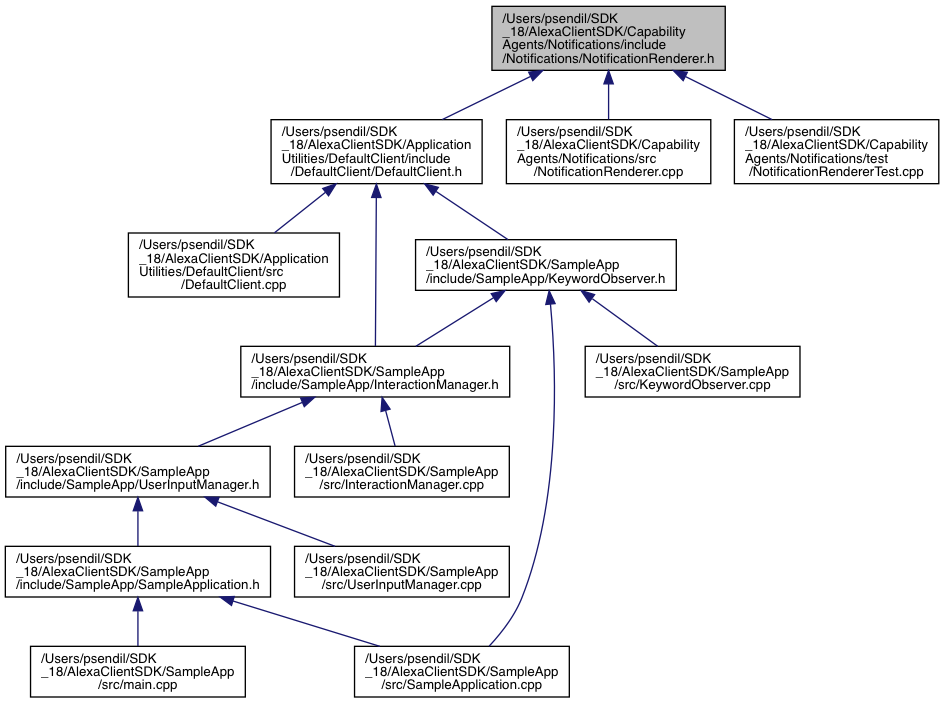 /Users/psendil/SDK
_18/AlexaClientSDK/Capability
Agents/Notifications/include
/Notifications/NotificationRenderer.h
/Users/psendil/SDK
_18/AlexaClientSDK/Application
Utilities/DefaultClient/include
/DefaultClient/DefaultClient.h
/Users/psendil/SDK
_18/AlexaClientSDK/Capability
Agents/Notifications/src
/NotificationRenderer.cpp
/Users/psendil/SDK
_18/AlexaClientSDK/Capability
Agents/Notifications/test
/NotificationRendererTest.cpp
/Users/psendil/SDK
_18/AlexaClientSDK/Application
Utilities/DefaultClient/src
/DefaultClient.cpp
/Users/psendil/SDK
_18/AlexaClientSDK/SampleApp
/include/SampleApp/KeywordObserver.h
/Users/psendil/SDK
_18/AlexaClientSDK/SampleApp
/include/SampleApp/InteractionManager.h
/Users/psendil/SDK
_18/AlexaClientSDK/SampleApp
/src/KeywordObserver.cpp
/Users/psendil/SDK
_18/AlexaClientSDK/SampleApp
/include/SampleApp/UserInputManager.h
/Users/psendil/SDK
_18/AlexaClientSDK/SampleApp
/src/InteractionManager.cpp
/Users/psendil/SDK
_18/AlexaClientSDK/SampleApp
/include/SampleApp/SampleApplication.h
/Users/psendil/SDK
_18/AlexaClientSDK/SampleApp
/src/UserInputManager.cpp
/Users/psendil/SDK
_18/AlexaClientSDK/SampleApp
/src/main.cpp
/Users/psendil/SDK
_18/AlexaClientSDK/SampleApp
/src/SampleApplication.cpp